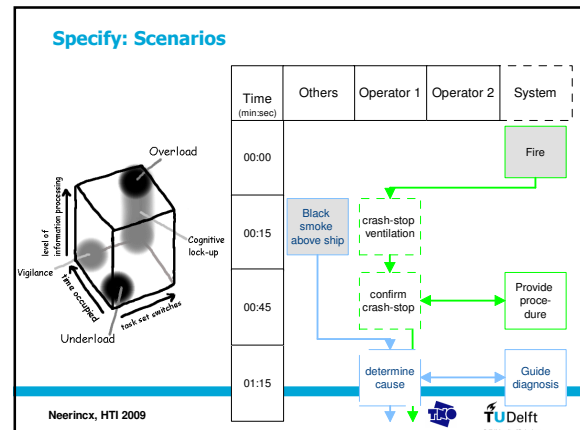 Specify: Scenarios
Time
(min:sec)
Others
Operator 1
Operator 2
System
00:00
Fire
00:15
Black
smoke
above ship
crash-stop
ventilation
00:45
confirm
crash-stop
Provide
proce-
dure
01:15
determine
cause
Guide
diagnosis
Overload
level of
information processing
Cognitive
lock-up
Vigilance
time occupied
task set switches
Underload
Neerincx, HTI 2009
TNO
TUDelft